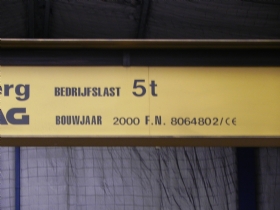 erg BEDRIJFSLAST 5t
AG BOUWJAAR 2000 F.N. 8064802/CE